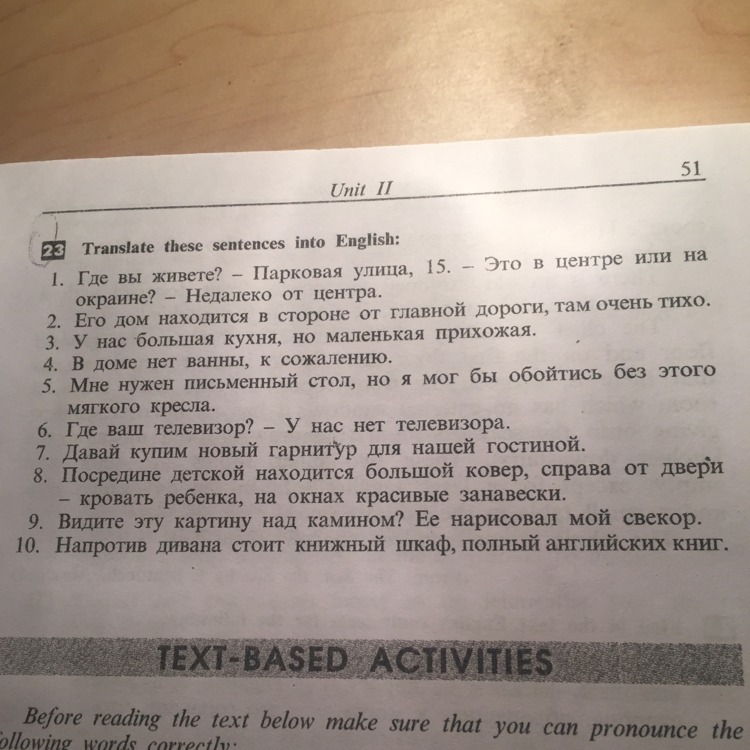 Unit II
51
23 Translate these sentences into English:
1. Где вы живете? – Парковая улица, 15. – Это в центре или на
окраине? – Недалеко от центра.
2. Его дом находится в стороне от главной дороги, там очень тихо.
3. У нас большая кухня, но маленькая прихожая.
4. В доме нет ванны, к сожалению.
5. Мне нужен письменный стол, но я мог бы обойтись без этого
мягкого кресла.
6. Где ваш телевизор? – У нас нет телевизора.
7. Давай купим новый гарнитур для нашей гостиной.
8. Посредине детской находится большой ковер, справа от двери
– кровать ребенка, на окнах красивые занавески.
9. Видите эту картину над камином? Ее нарисовал мой свекор.
10. Напротив дивана стоит книжный шкаф, полный английских книг.
TEXT-BASED ACTIVITIES
Before reading the text below make sure that you can pronounce the
following words correctly: